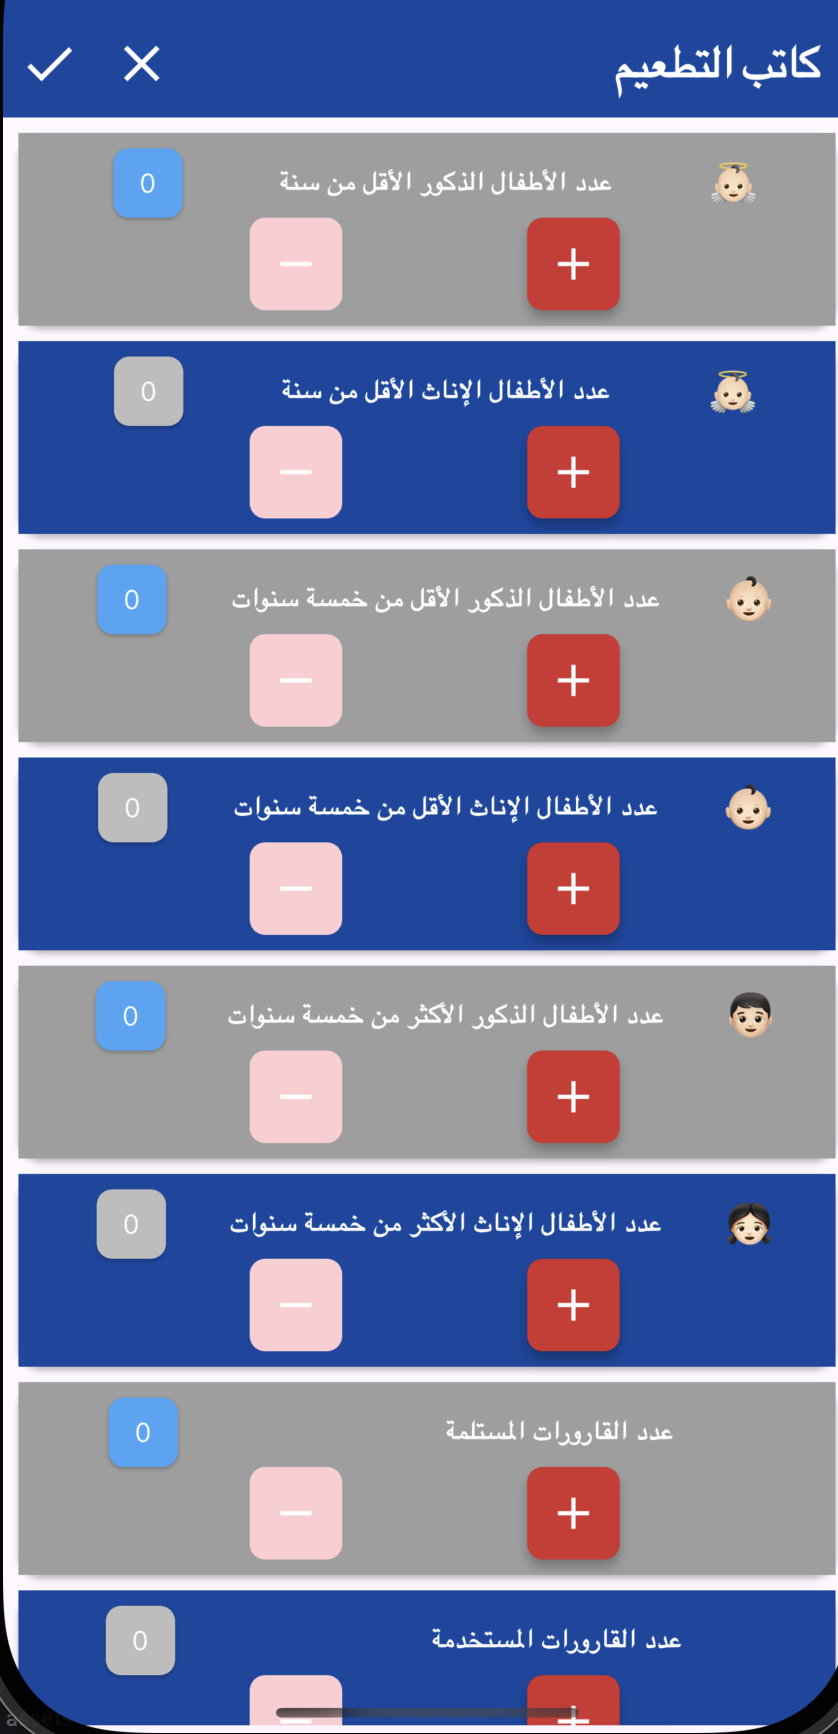 كاتب التطعيم
عدد الأطفال الذكور الأقل من سنة 0
+ −
عدد الأطفال الإناث الأقل من سنة 0
+ −
عدد الأطفال الذكور الأقل من خمسة سنوات 0
+ −
عدد الأطفال الإناث الأقل من خمسة سنوات 0
+ −
عدد الأطفال الذكور الأكثر من خمسة سنوات 0
+ −
عدد الأطفال الإناث الأكثر من خمسة سنوات 0
+ −
عدد القارورات المستلمة 0
+ −
عدد القارورات المستخدمة 0
+ −